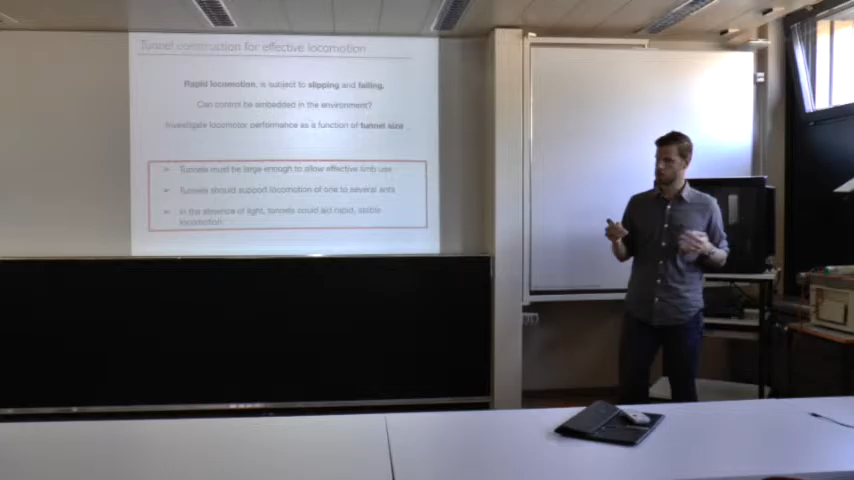 Tunnel construction for effective locomotion
Rapid locomotion, is subject to slipping and falling.
Can control be embedded in the environment?
Investigate locomotor performance as a function of tunnel size
➢ Tunnels must be large enough to allow effective limb use
➢ Tunnels should support locomotion of one to several ants
➢ In the absence of light, tunnels could aid rapid, stable
locomotion